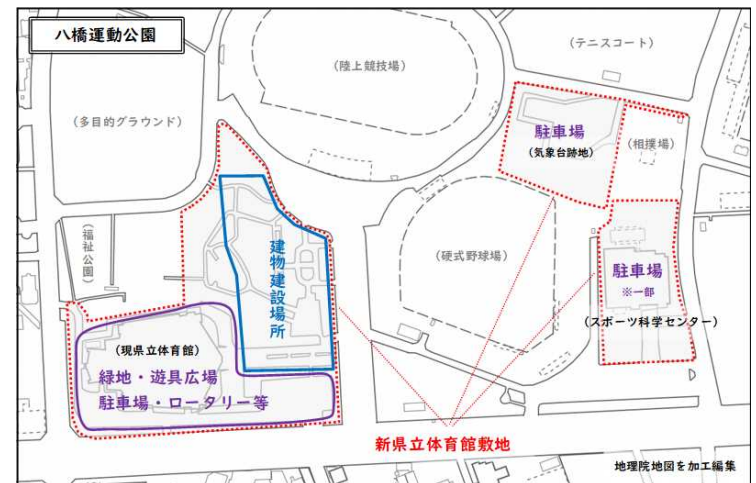 八橋運動公園
(テニスコート)
(陸上競技場)
(多目的グラウンド)
駐車場
(気象台跡地)
(相撲場)
(福祉公園)
建物建設場所
(硬式野球場)
駐車場
※一部
(スポーツ科学センター)
(現県立体育館)
緑地・遊具広場
駐車場・ロータリー等
新県立体育館敷地
地理院地図を加工編集